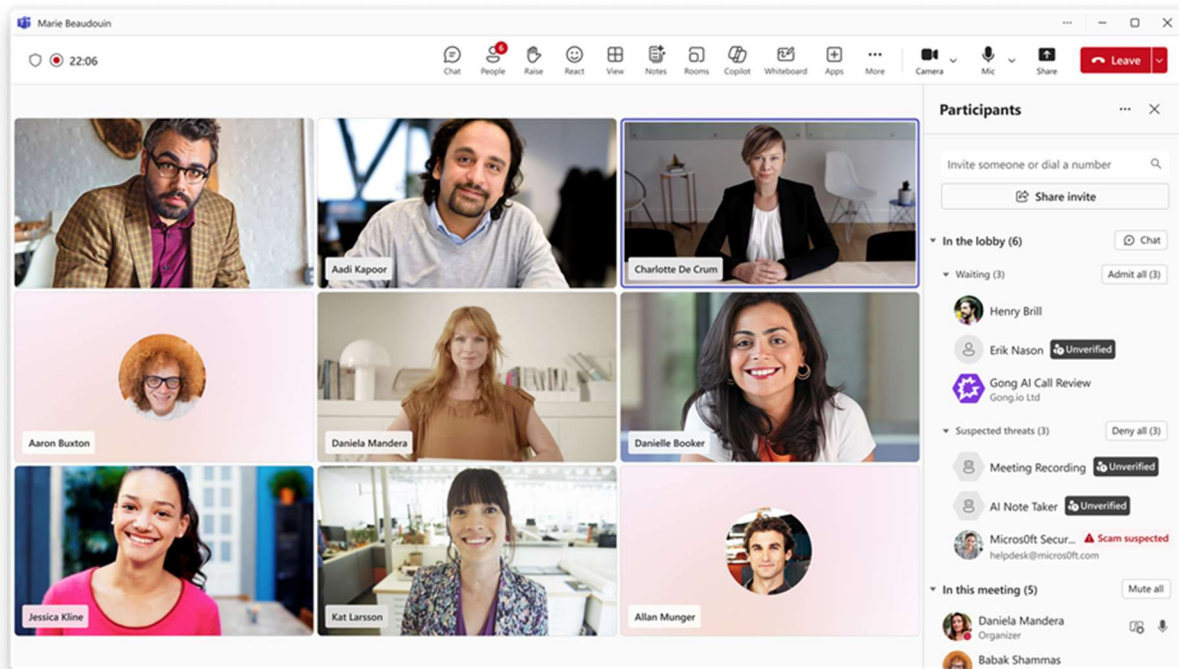 Marie Beaudouin
22:06
6
Chat
People
Raise
React
View
Notes
Rooms
Copilot
Whiteboard
Apps
More
Camera
Mic
Share
Leave
Aadi Kapoor
Charlotte De Crum
Aaron Buxton
Daniela Mandera
Danielle Booker
Jessica Kline
Kat Larsson
Allan Munger
Participants
Invite someone or dial a number
Share invite
In the lobby (6)
Chat
Waiting (3)
Admit all (3)
Henry Brill
Erik Nason
Unverified
Gong AI Call Review
Gong.io Ltd
Suspected threats (3)
Deny all (3)
Meeting Recording
Unverified
AI Note Taker
Unverified
Micros0ft Secur...
Scam suspected
helpdesk@micros0ft.com
In this meeting (5)
Mute all
Daniela Mandera
Organizer
Babak Shammas